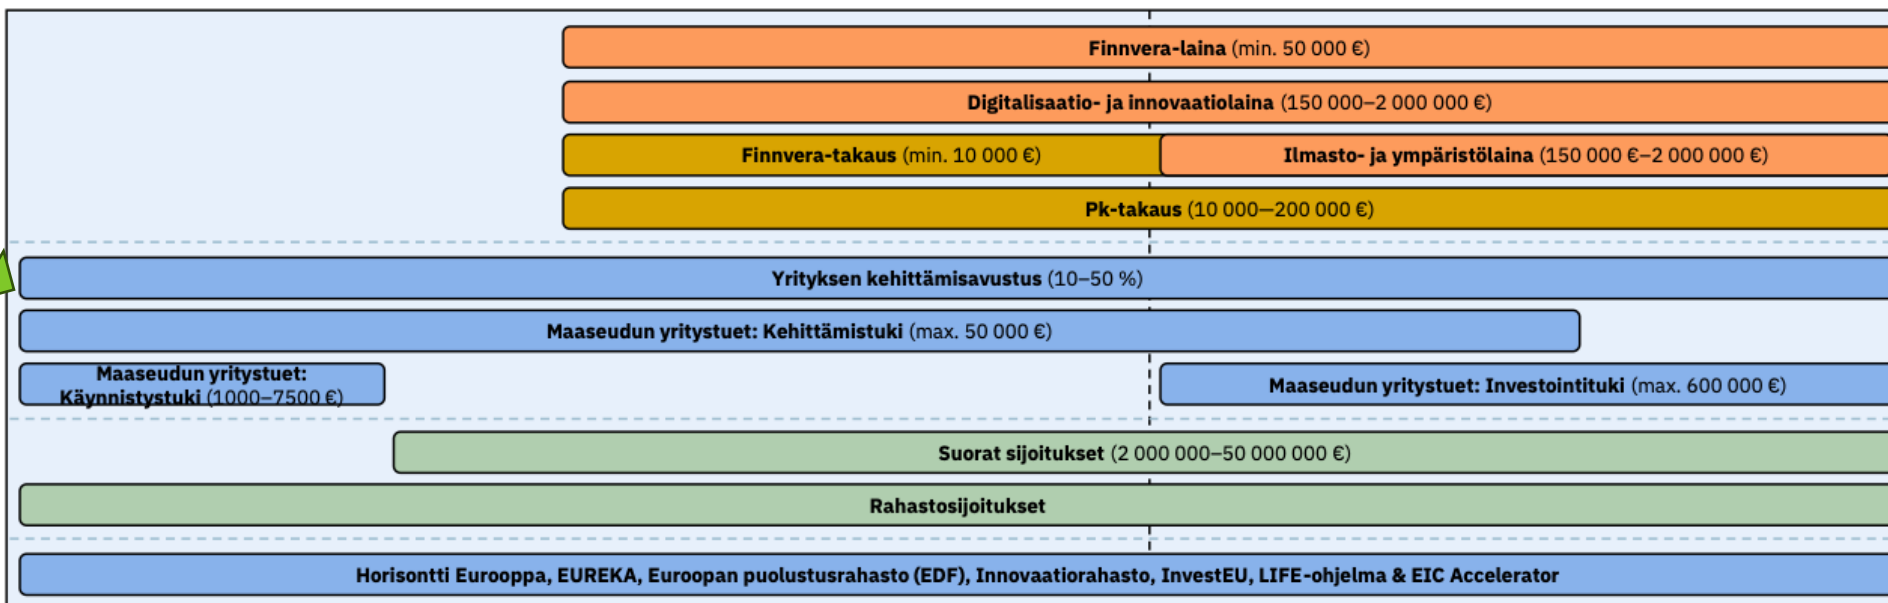 Finnvera-laina (min. 50 000 €)
Digitalisaatio- ja innovaatiolaina (150 000–2 000 000 €)
Finnvera-takaus (min. 10 000 €)
Ilmasto- ja ympäristölaina (150 000 €–2 000 000 €)
Pk-takaus (10 000—200 000 €)
Yrityksen kehittämisavustus (10–50 %)
Maaseudun yritystuet: Kehittämistuki (max. 50 000 €)
Maaseudun yritystuet:
Käynnistystuki (1000–7500 €)
Maaseudun yritystuet: Investointituki (max. 600 000 €)
Suorat sijoitukset (2 000 000–50 000 000 €)
Rahastosijoitukset
Horisontti Eurooppa, EUREKA, Euroopan puolustusrahasto (EDF), Innovaatiorahasto, InvestEU, LIFE-ohjelma & EIC Accelerator